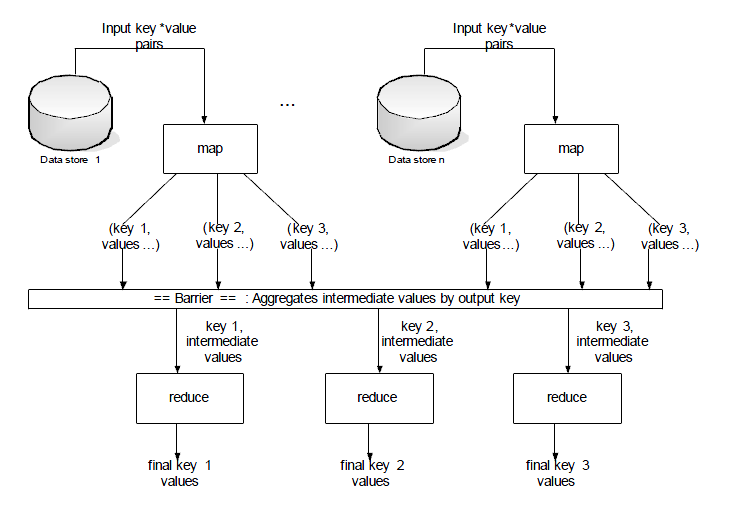 Input key*value
pairs
Input key*value
pairs
...
Data store 1
Data store n
map
map
(key 1,
values ...)
(key 2,
values ...)
(key 3,
values ...)
(key 1,
values ...)
(key 2,
values ...)
(key 3,
values ...)
== Barrier == : Aggregates intermediate values by output key
key 1,
intermediate
values
key 2,
intermediate
values
key 3,
intermediate
values
reduce
reduce
reduce
final key 1
values
final key 2
values
final key 3
values